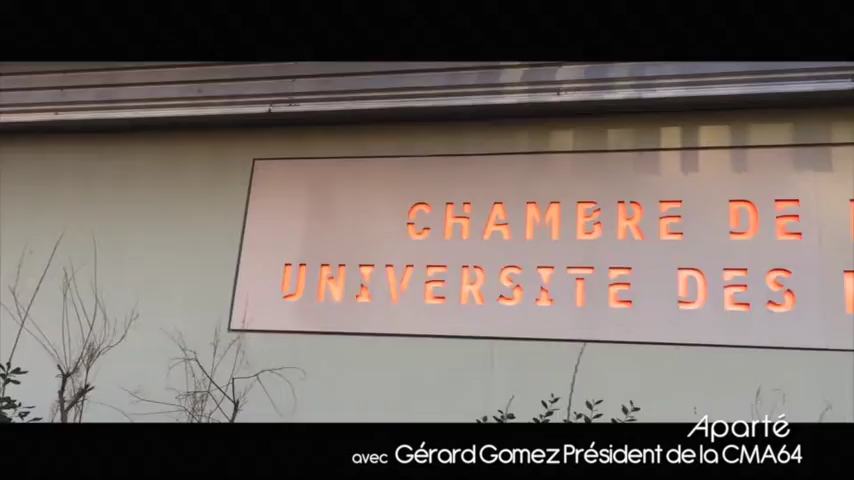 CHAMBRE DE
UNIVERSITE DES
Aparté
avec Gérard Gomez Président de la CMA64